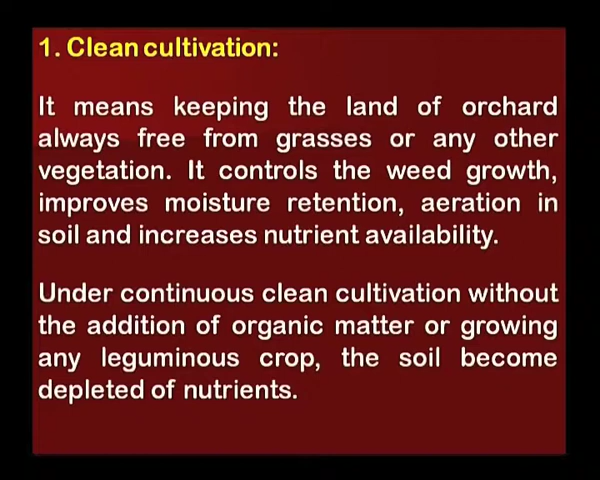 1. Clean cultivation:
It means keeping the land of orchard
always free from grasses or any other
vegetation. It controls the weed growth,
improves moisture retention, aeration in
soil and increases nutrient availability.
Under continuous clean cultivation without
the addition of organic matter or growing
any leguminous crop, the soil become
depleted of nutrients.